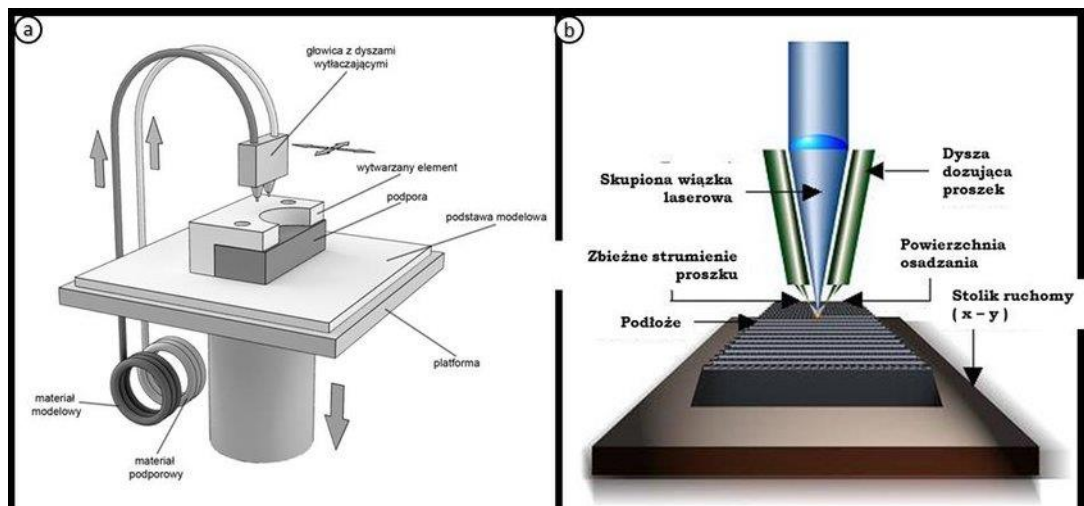 a
głowica z dyszami
wytłaczającymi
wytwarzany element
podpora
podstawa modelowa
platforma
materiał
modelowy
materiał
podporowy
b
Skupiona wiązka
laserowa
Dysza
dozująca
proszek
Zbieżne strumienie
proszku
Powierzchnia
osadzania
Podłoże
Stolik ruchomy
( x – y )